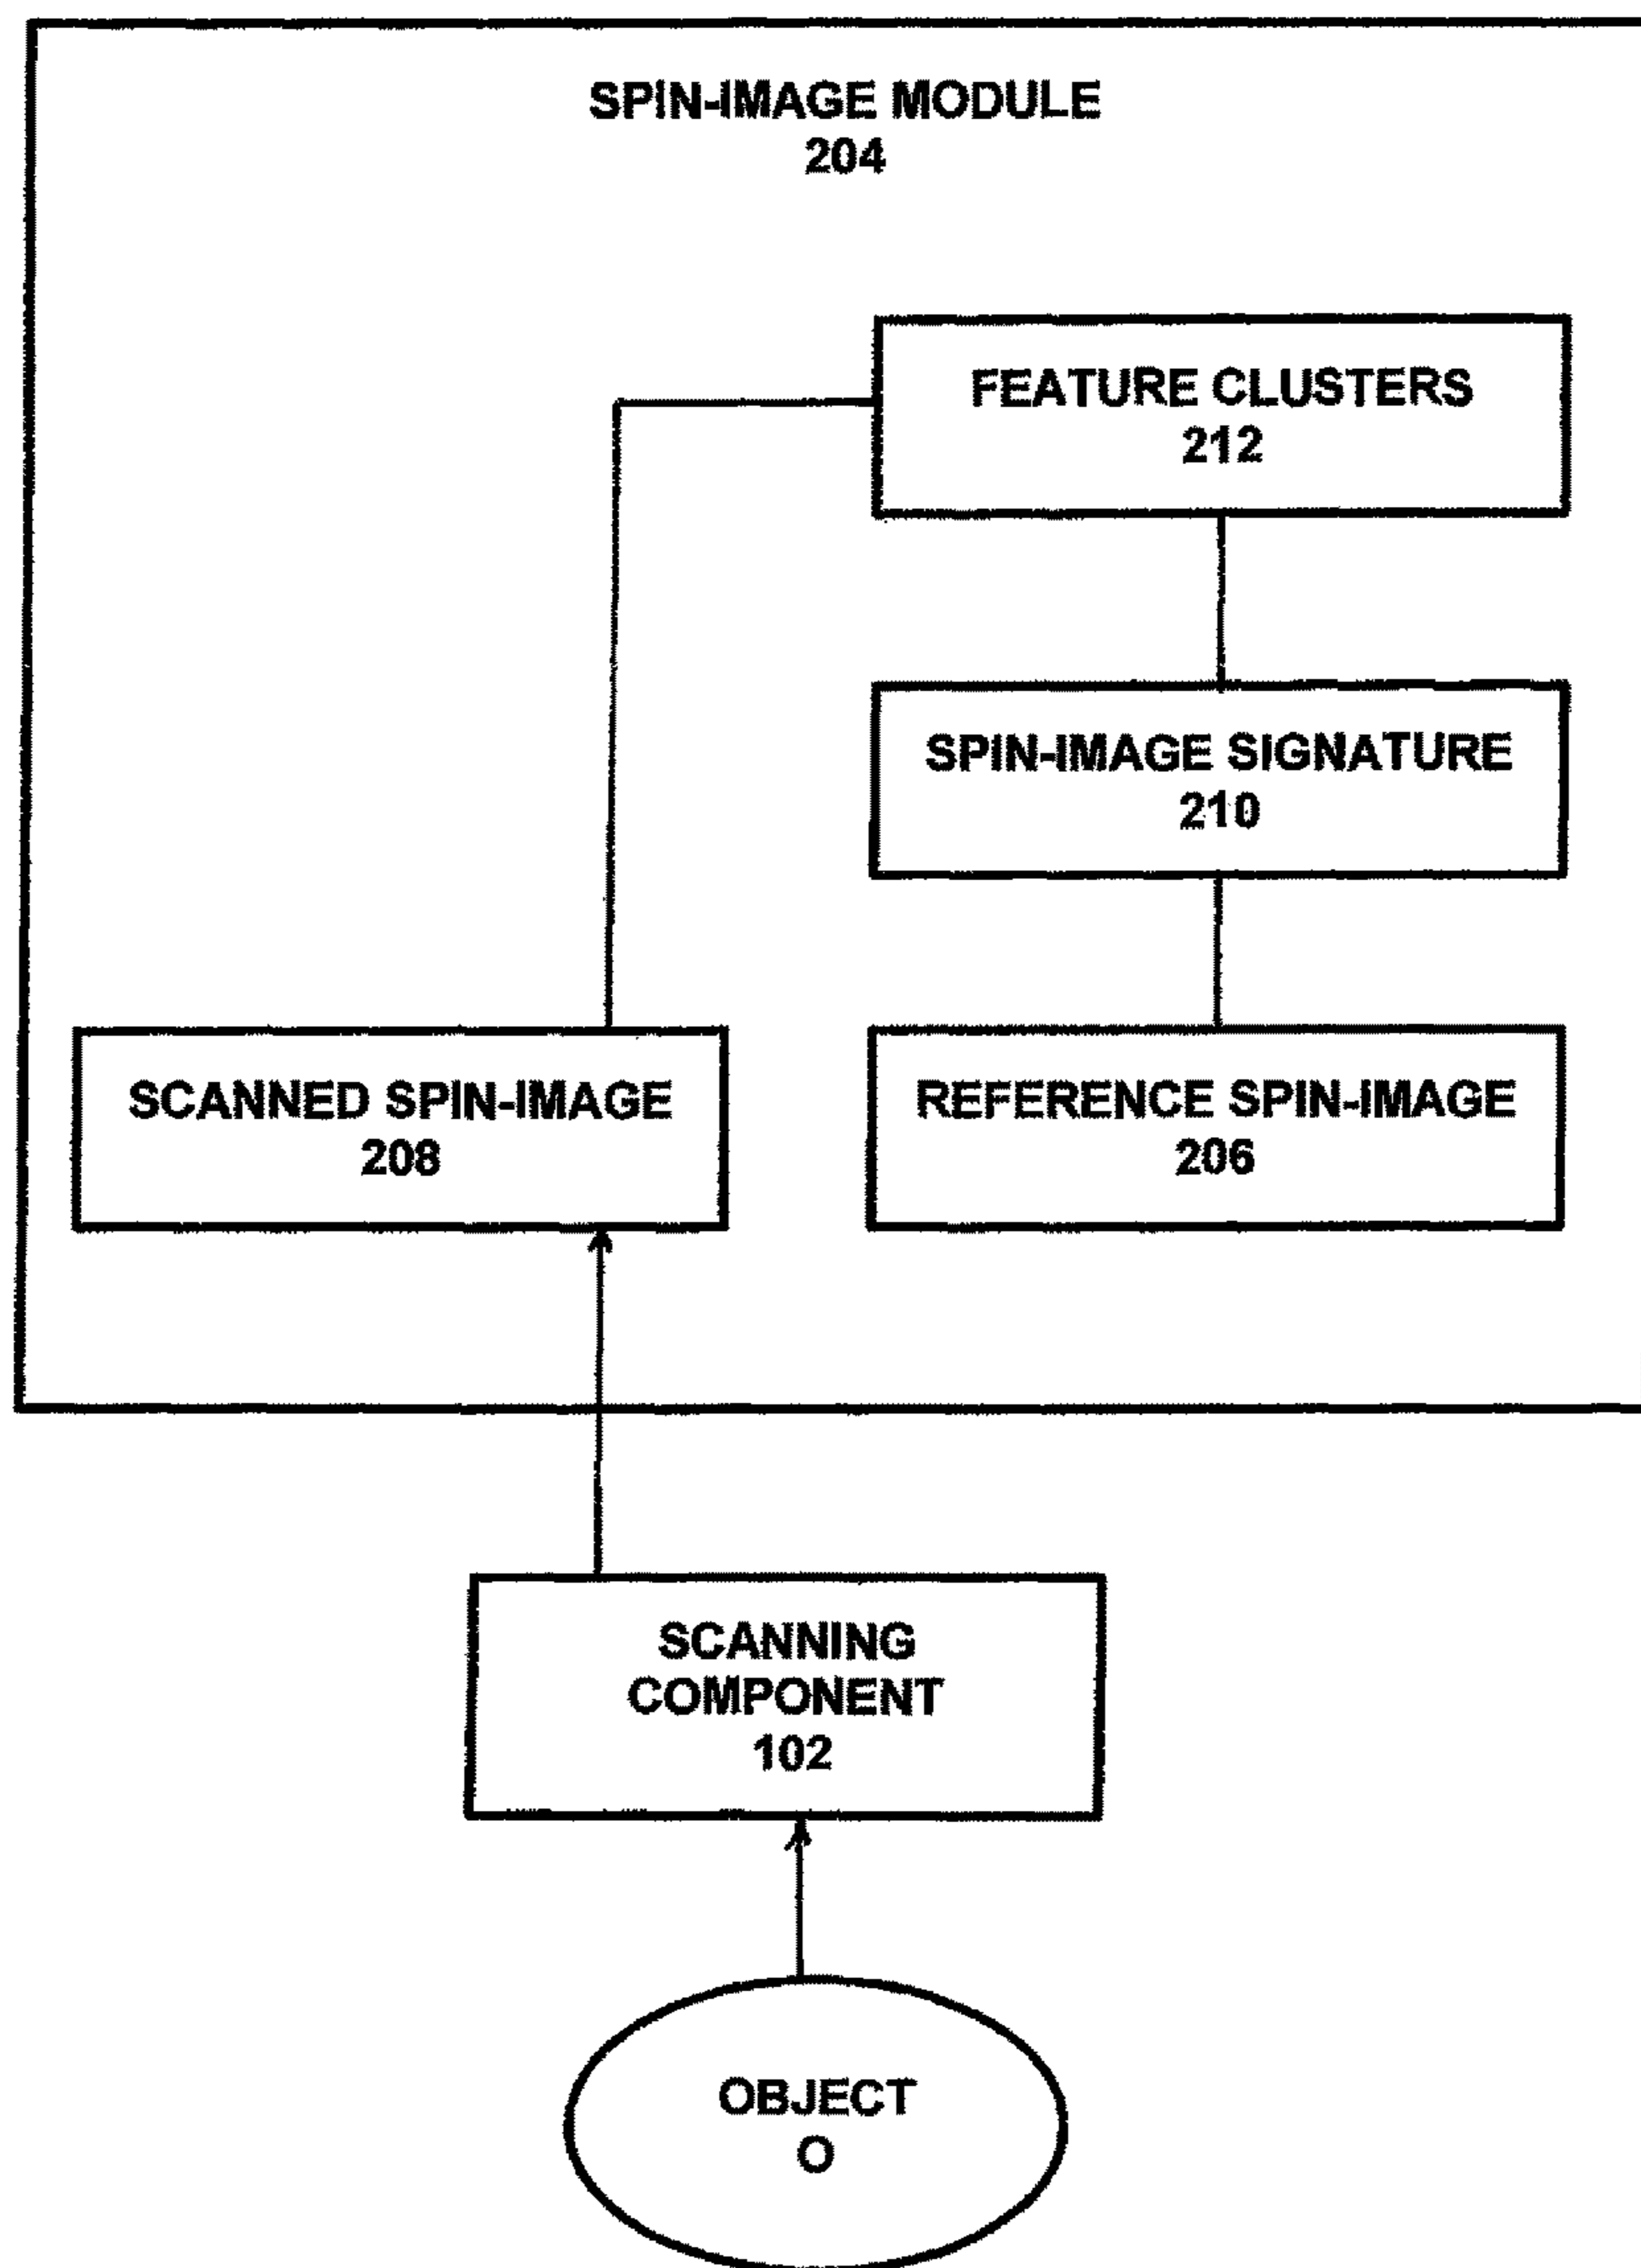 SPIN-IMAGE MODULE
204
FEATURE CLUSTERS
212
SPIN-IMAGE SIGNATURE
210
SCANNED SPIN-IMAGE
208
REFERENCE SPIN-IMAGE
206
SCANNING
COMPONENT
102
OBJECT
O